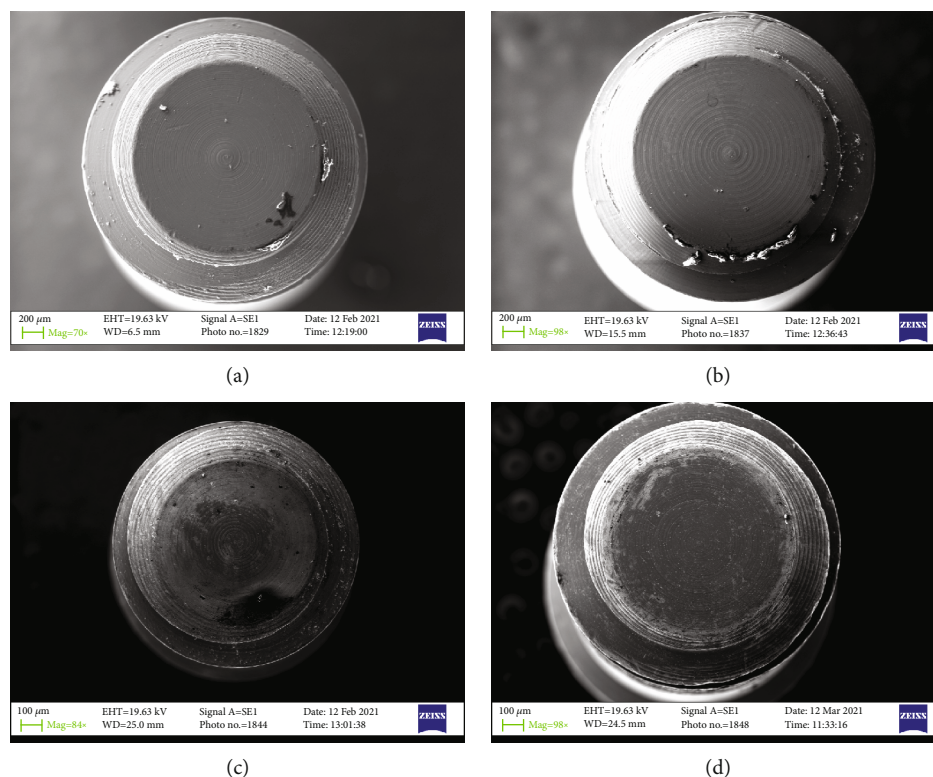 200 μm
Mag=70×
EHT=19.63 kV
WD=6.5 mm
Signal A=SE1
Photo no.=1829
Date: 12 Feb 2021
Time: 12:19:00
ZEISS
(a)
200 μm
Mag=98×
EHT=19.63 kV
WD=15.5 mm
Signal A=SE1
Photo no.=1837
Date: 12 Feb 2021
Time: 12:36:43
ZEISS
(b)
100 μm
Mag=84×
EHT=19.63 kV
WD=25.0 mm
Signal A=SE1
Photo no.=1844
Date: 12 Feb 2021
Time: 13:01:38
ZEISS
(c)
100 μm
Mag=98×
EHT=19.63 kV
WD=24.5 mm
Signal A=SE1
Photo no.=1848
Date: 12 Mar 2021
Time: 11:33:16
ZEISS
(d)